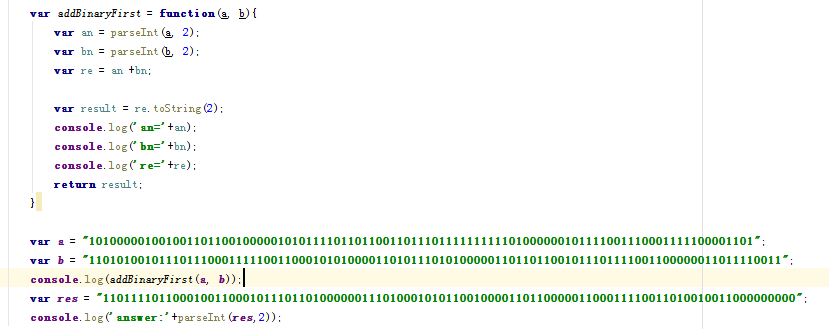 var addBinaryFirst = function(a, b){
var an = parseInt(a, 2);
var bn = parseInt(b, 2);
var re = an +bn;
var result = re.toString(2);
console.log('an='+an);
console.log('bn='+bn);
console.log('re='+re);
return result;
}
var a = "10100000100100110110010000010101111011011001101110111111111101000000101111001110001111100001101";
var b = "110101001011101110001111100110001010100001101011101010000011011011001011101111001100000011011110011";
console.log(addBinaryFirst(a, b));
var res = "110111101100010011000101110110100000011101000101011001000011011000001100011110011010010011000000000";
console.log('answer:'+parseInt(res,2));